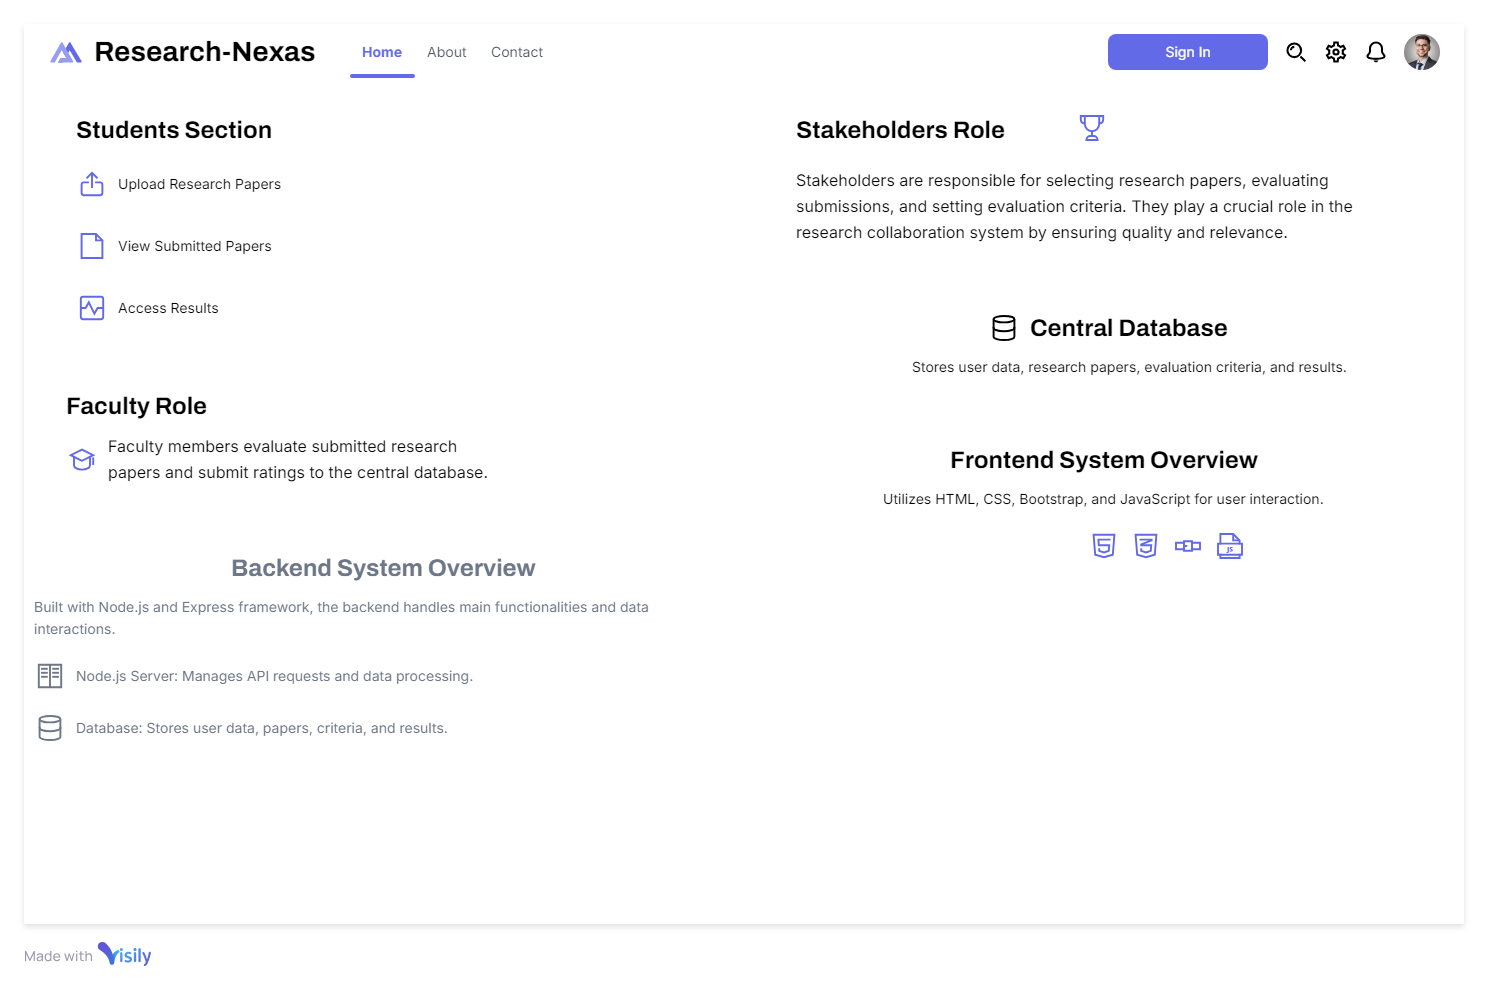 Research-Nexas
Home
About
Contact
Sign In
Students Section
Upload Research Papers
View Submitted Papers
Access Results
Faculty Role
Faculty members evaluate submitted research
papers and submit ratings to the central database.
Backend System Overview
Built with Node.js and Express framework, the backend handles main functionalities and data
interactions.
Node.js Server: Manages API requests and data processing.
Database: Stores user data, papers, criteria, and results.
Stakeholders Role
Stakeholders are responsible for selecting research papers, evaluating
submissions, and setting evaluation criteria. They play a crucial role in the
research collaboration system by ensuring quality and relevance.
Central Database
Stores user data, research papers, evaluation criteria, and results.
Frontend System Overview
Utilizes HTML, CSS, Bootstrap, and JavaScript for user interaction.
JS
Made with Visily